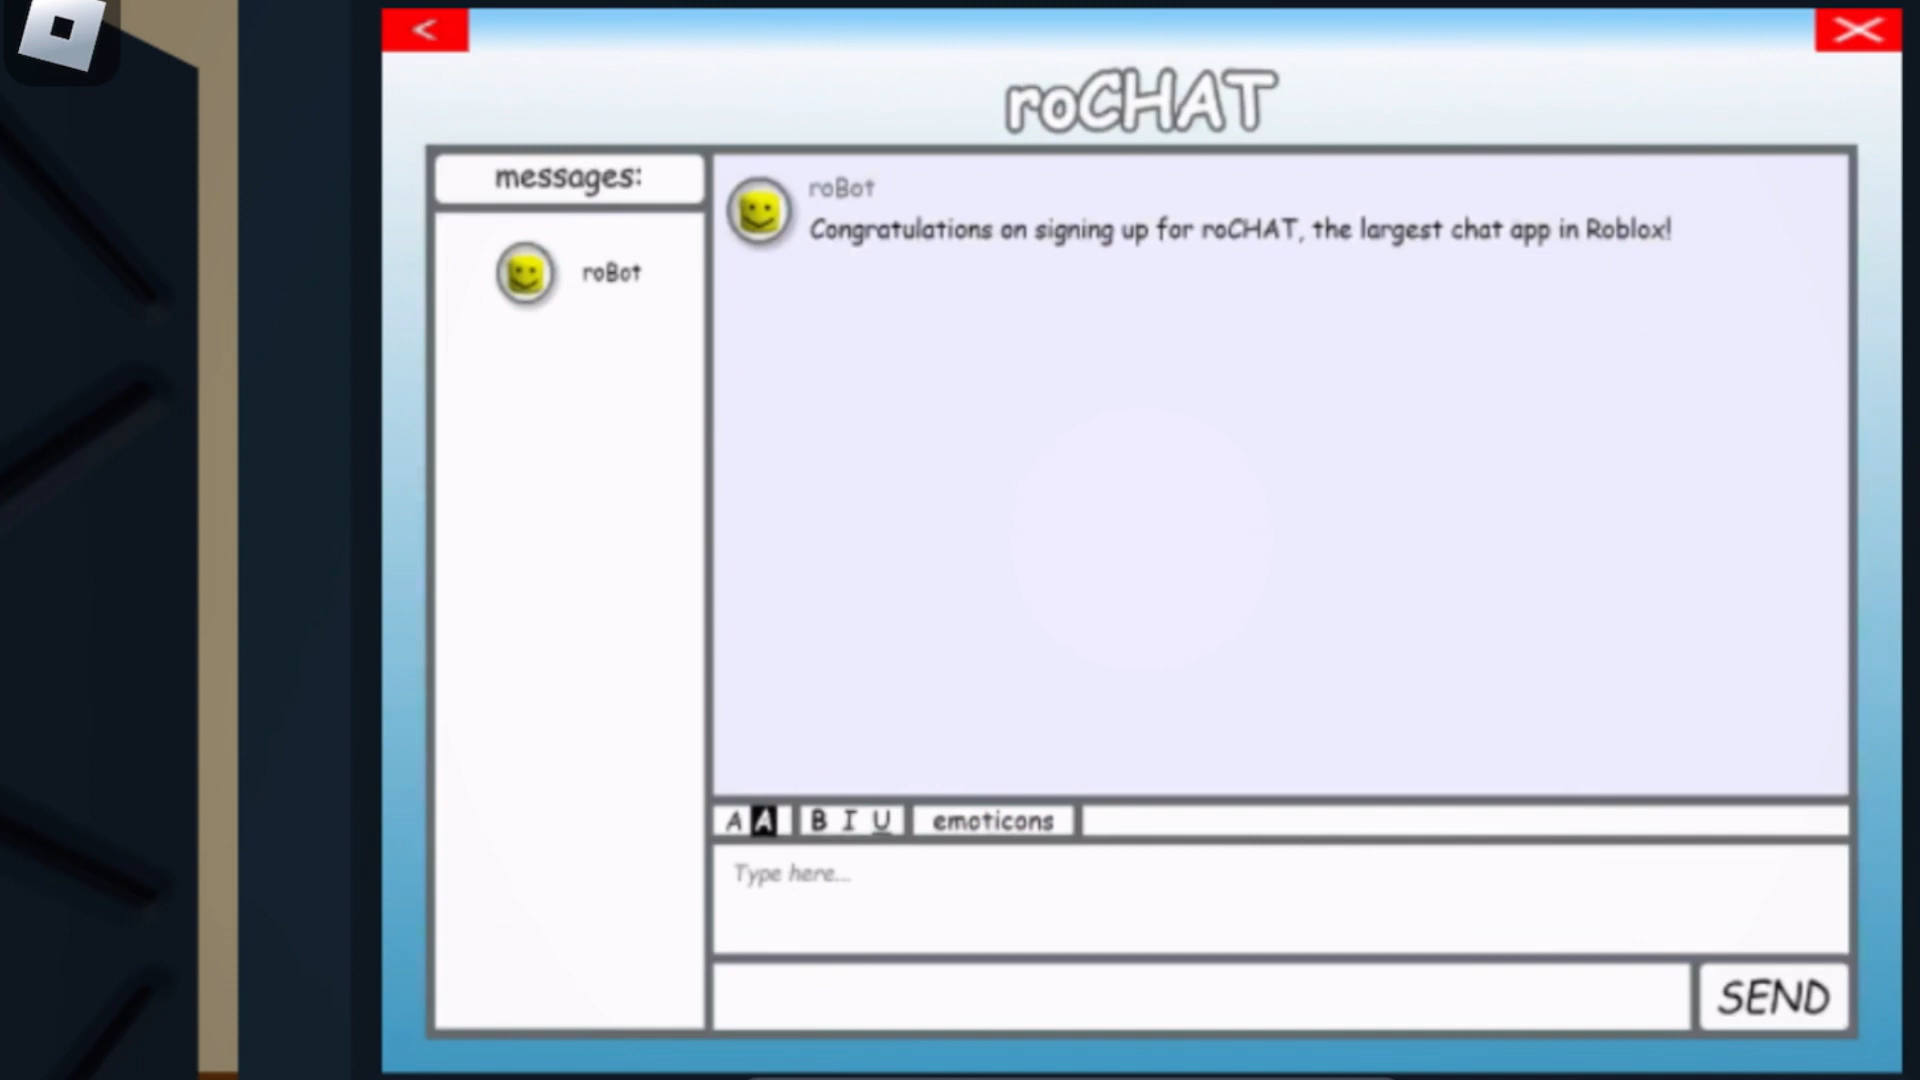 <
roCHAT
messages:
roBot
roBot
Congratulations on signing up for roCHAT, the largest chat app in Roblox!
A A B I U emoticons
Type here...
SEND